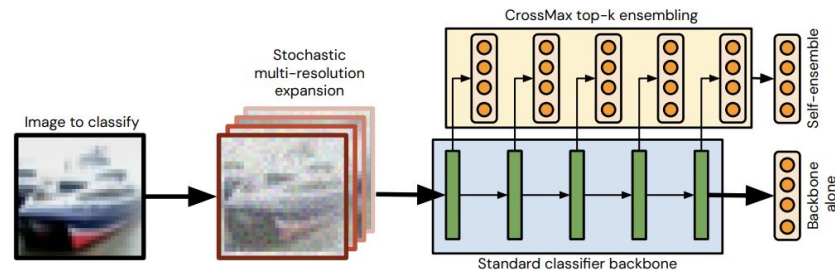 CrossMax top-k ensembling
Stochastic
multi-resolution
expansion
Image to classify
Self-ensemble
Backbone
alone
Standard classifier backbone